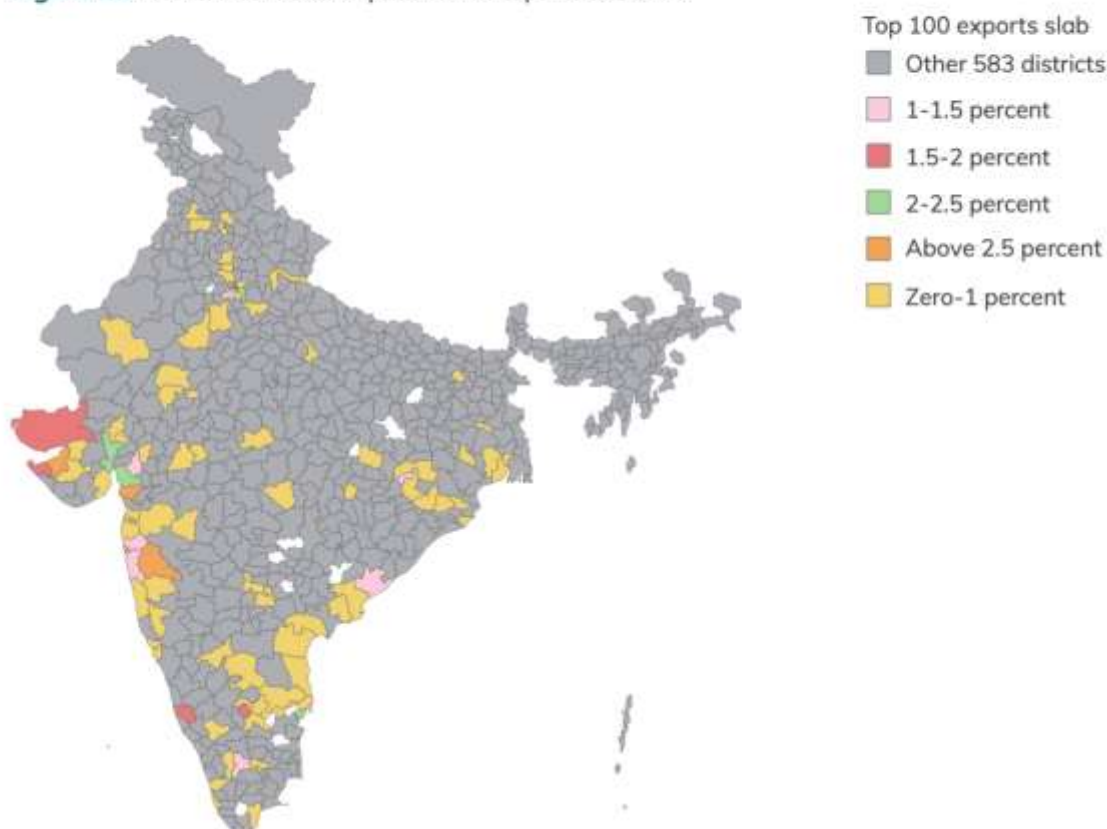 Top 100 exports slab
Other 583 districts
1-1.5 percent
1.5-2 percent
2-2.5 percent
Above 2.5 percent
Zero-1 percent